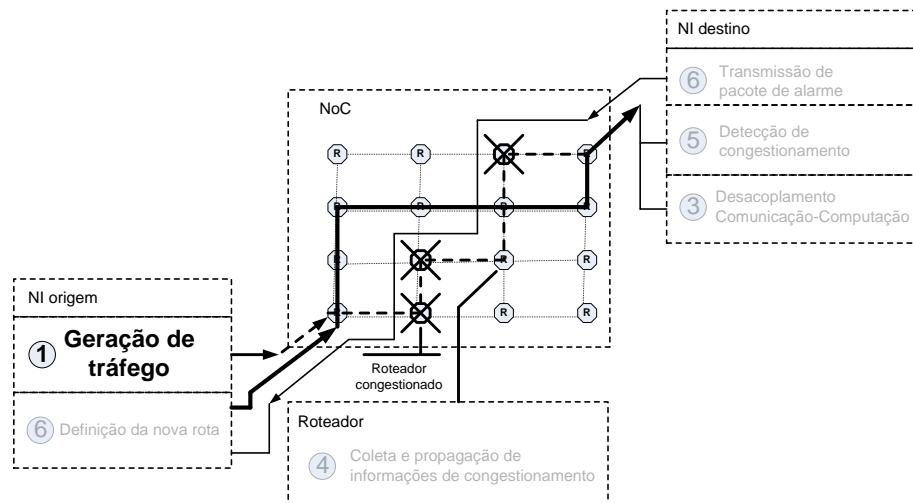 NI destino
6 Transmissão de
pacote de alarme
5 Detecção de
congestionamento
3 Desacoplamento
Comunicação-Computação
NoC
R R R R
R R R R
R R R R
R R R R
NI origem
1 Geração de
tráfego
6 Definição da nova rota
Roteador
congestionado
Roteador
4 Coleta e propagação de
informações de congestionamento